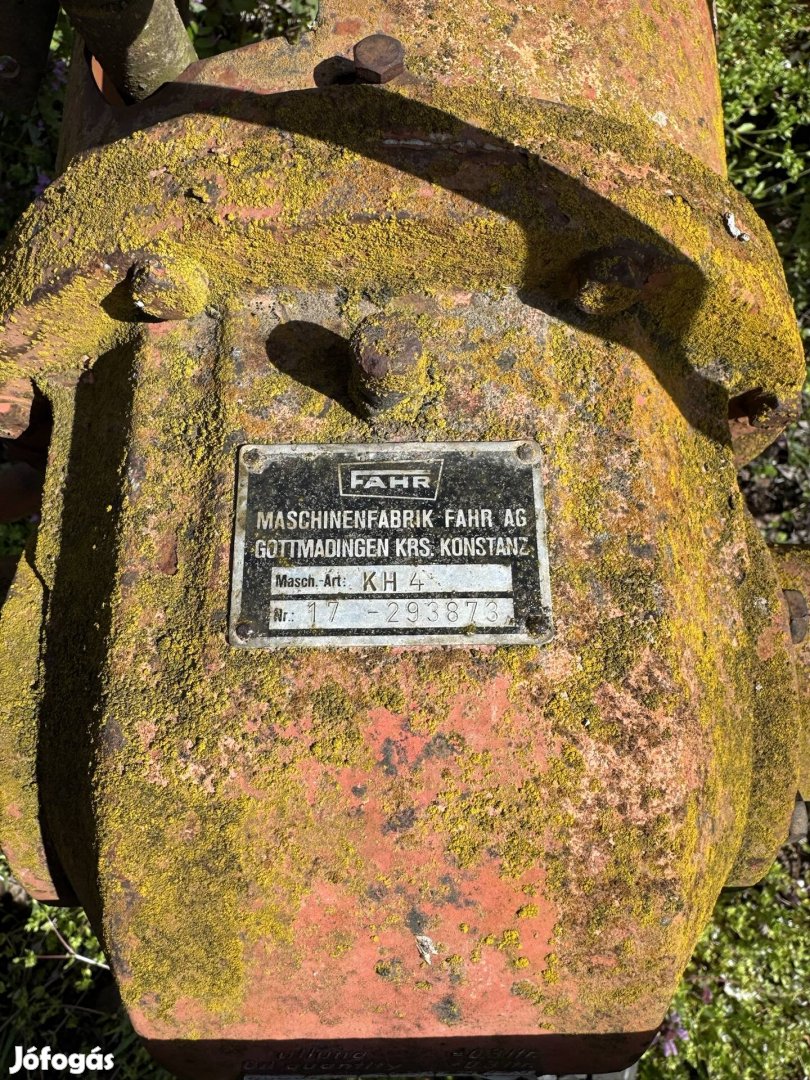 FAHR
MASCHINENFABRIK FAHR AG
GOTTMADINGEN KRS. KONSTANZ
Masch.-Art: KH 4
Nr.: 17 -293873
Jófogás